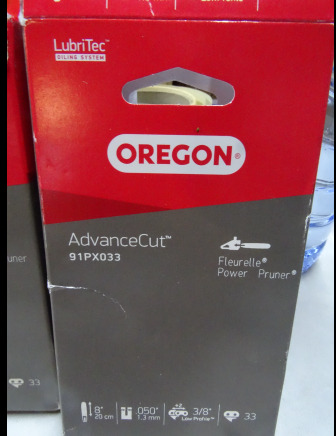 LubriTec™
OILING SYSTEM
OREGON®
AdvanceCut™
91PX033
Fleurelle®
Power Pruner®
uner
33
8" .050" 3/8" 33
20 cm 1.3 mm Low Profile™